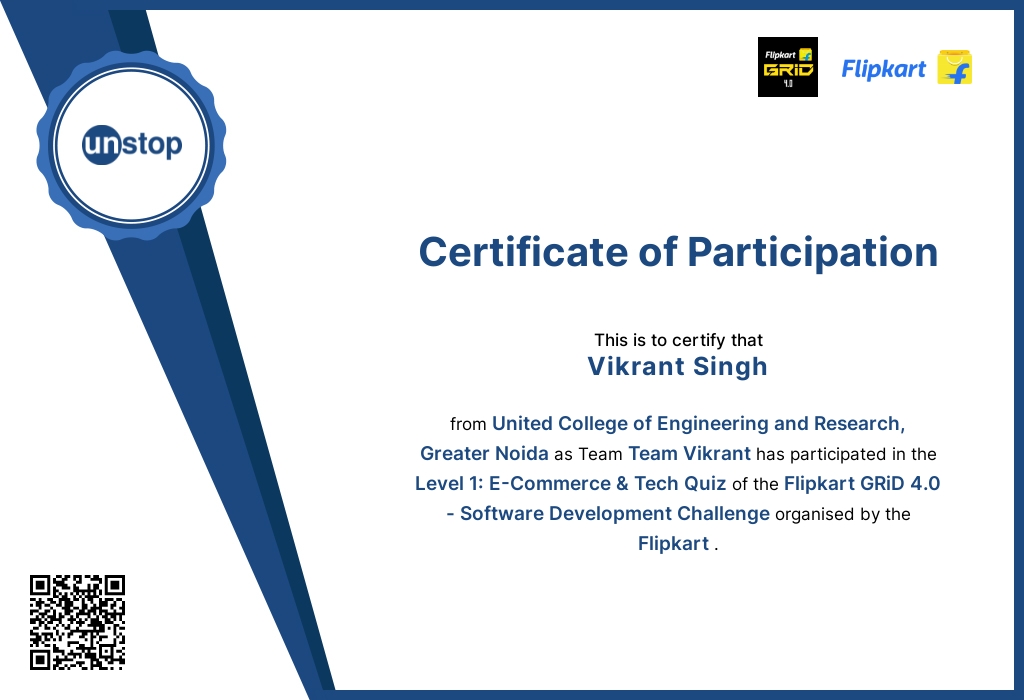 unstop
Flipkart
GRiD
4.0
Flipkart
Certificate of Participation
This is to certify that
Vikrant Singh
from United College of Engineering and Research,
Greater Noida as Team Team Vikrant has participated in the
Level 1: E-Commerce & Tech Quiz of the Flipkart GRiD 4.0
- Software Development Challenge organised by the
Flipkart .